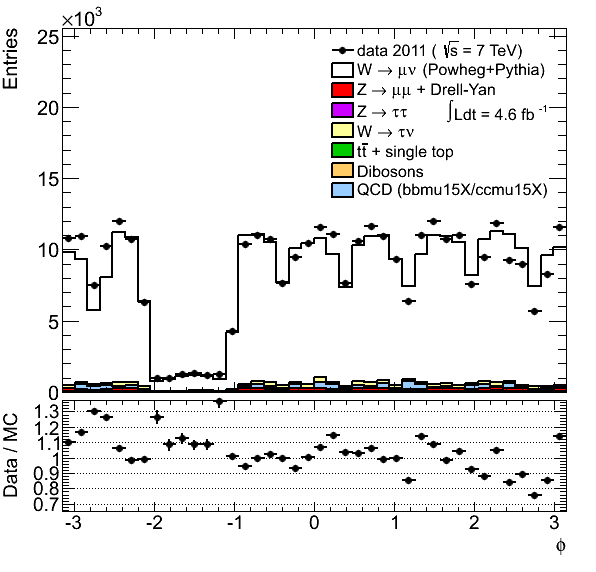 ×10³
Entries
25
20
15
10
5
0
data 2011 ( √s = 7 TeV)
W → μν (Powheg+Pythia)
Z → μμ + Drell-Yan
Z → ττ
∫Ldt = 4.6 fb⁻¹
W → τν
tt̅ + single top
Dibosons
QCD (bbmu15X/ccmu15X)
Data / MC
1.3
1.2
1.1
1
0.9
0.8
0.7
-3 -2 -1 0 1 2 3
ϕ